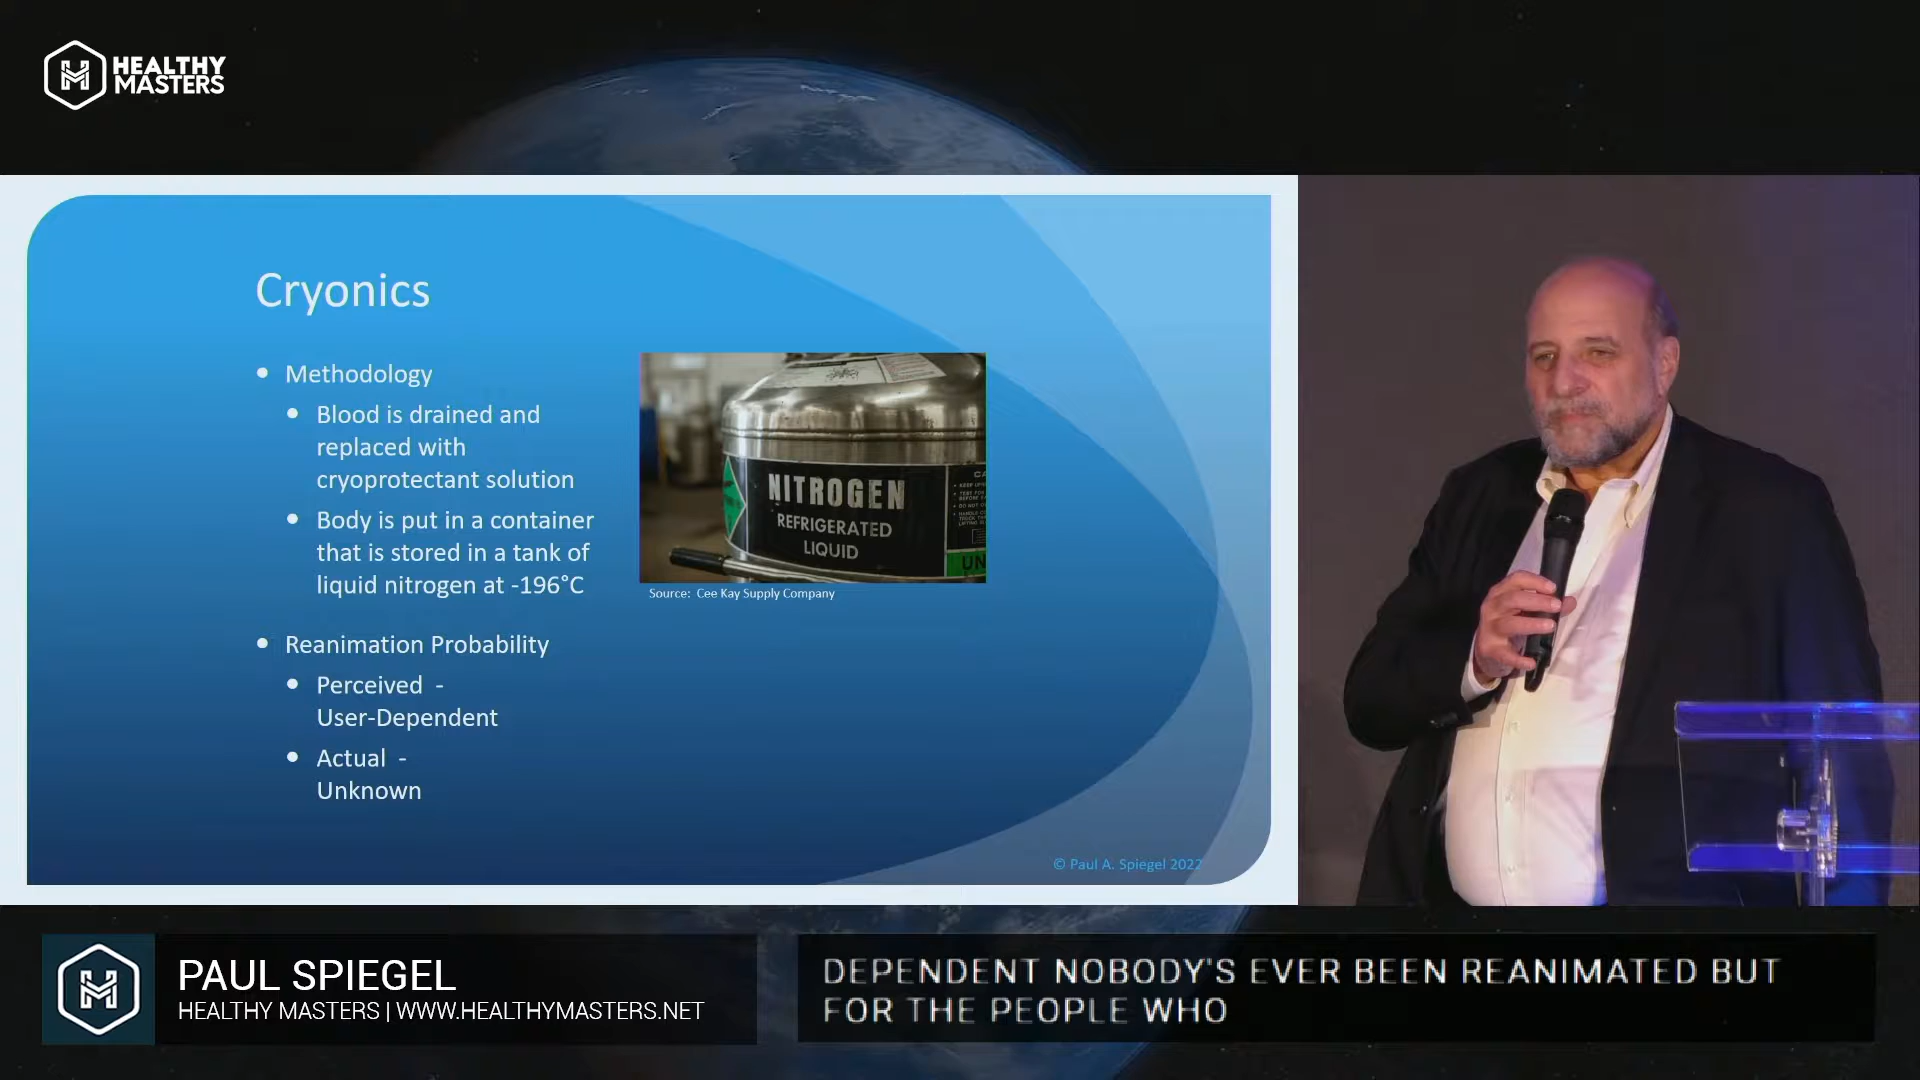 HEALTHY
MASTERS
Cryonics
• Methodology
• Blood is drained and
replaced with
cryoprotectant solution
• Body is put in a container
that is stored in a tank of
liquid nitrogen at -196°C
• Reanimation Probability
• Perceived -
User-Dependent
• Actual -
Unknown
NITROGEN
REFRIGERATED
LIQUID
UN
Source: Cee Kay Supply Company
© Paul A. Spiegel 2022
PAUL SPIEGEL
HEALTHY MASTERS | WWW.HEALTHYMASTERS.NET
DEPENDENT NOBODY'S EVER BEEN REANIMATED BUT
FOR THE PEOPLE WHO